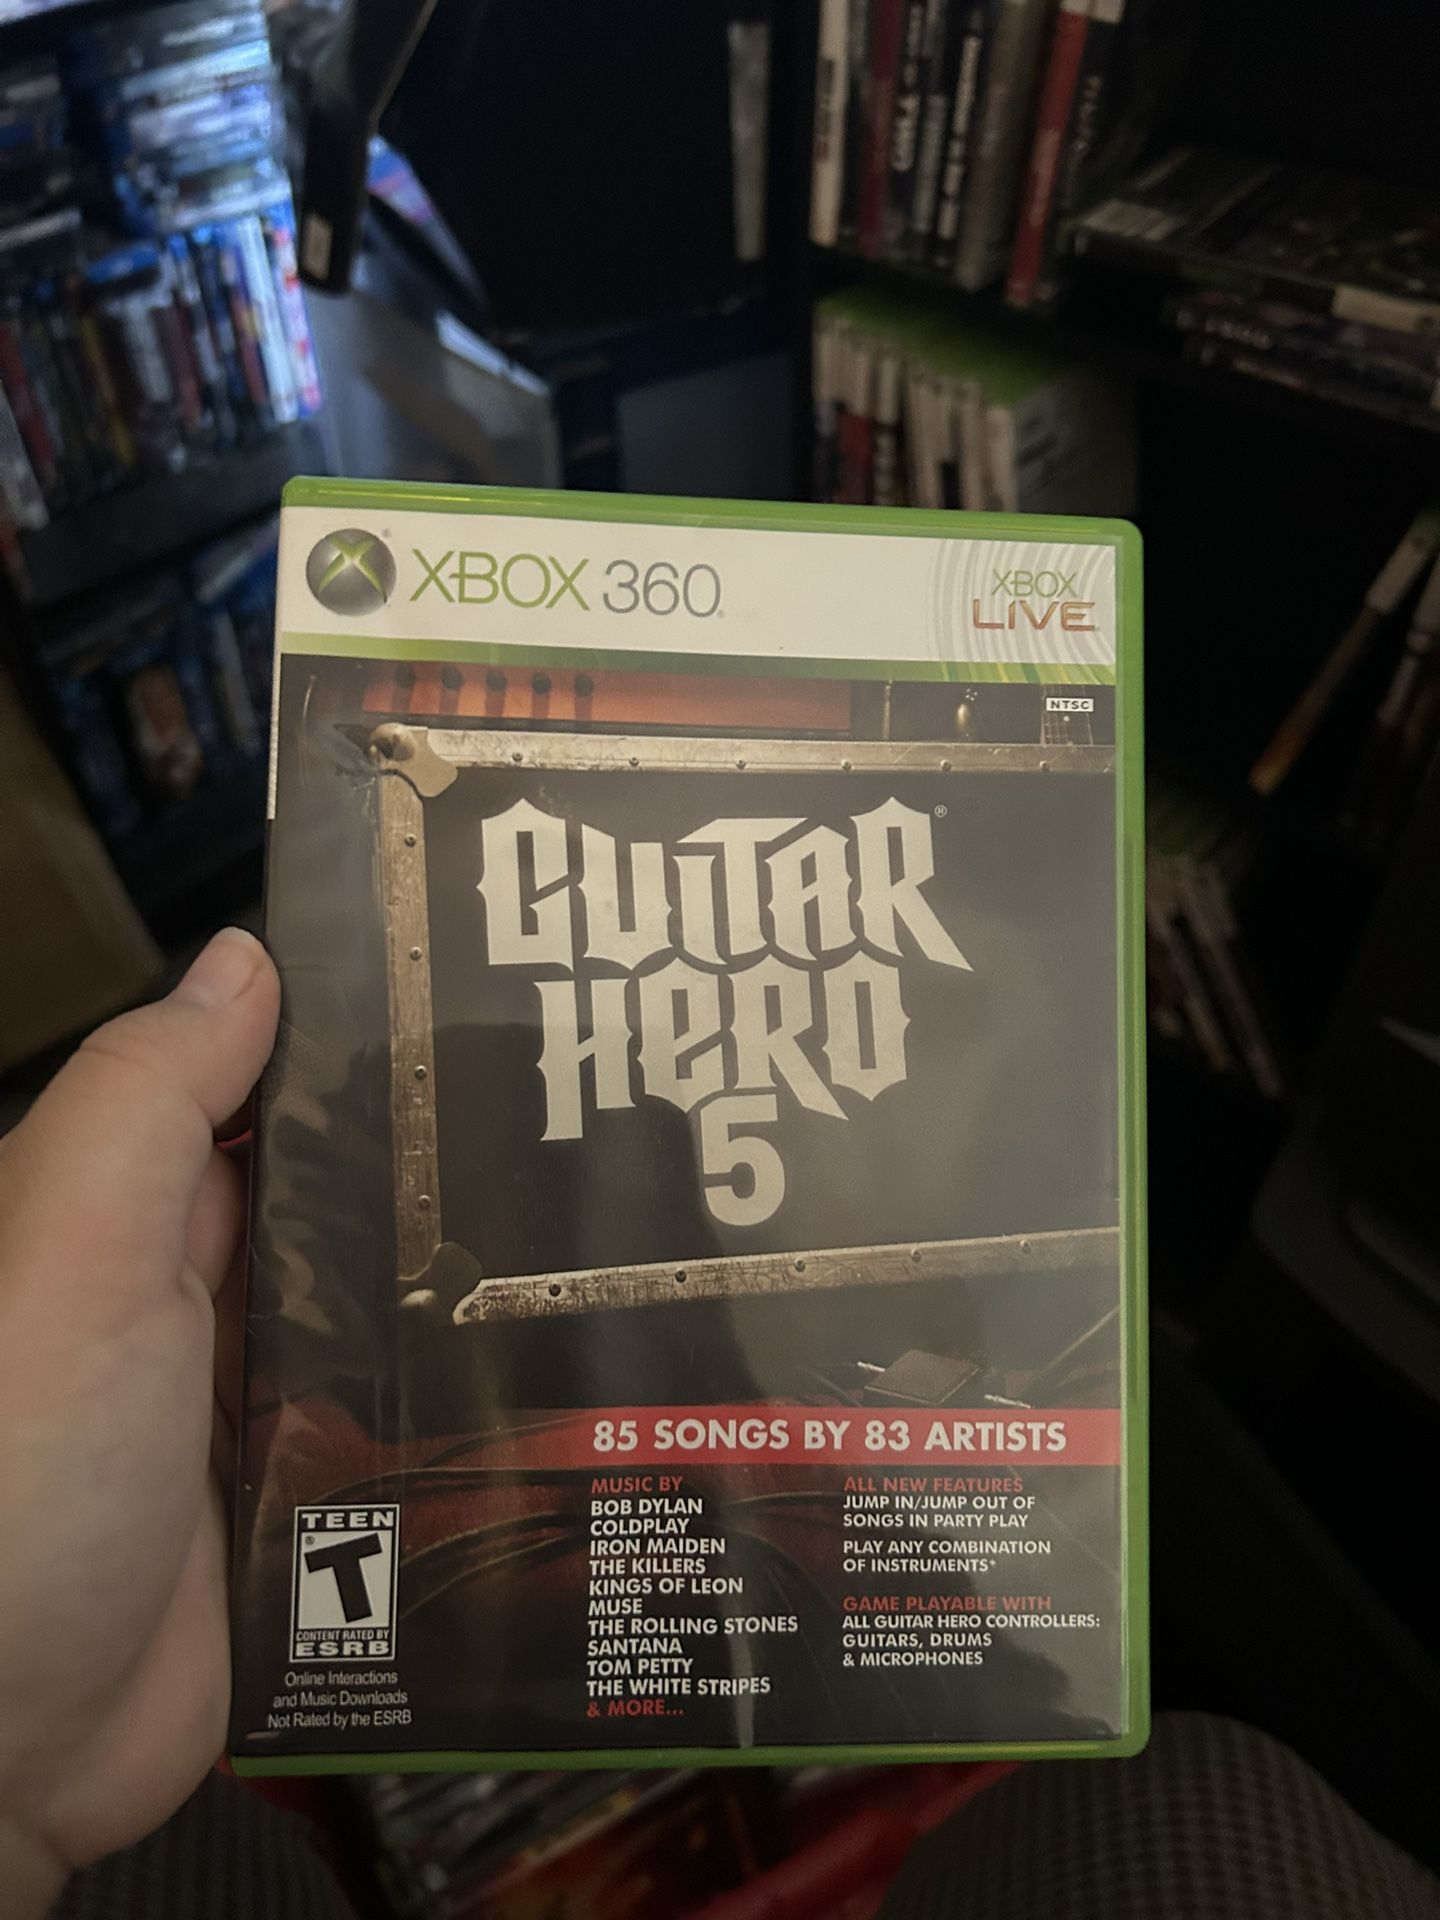 XBOX 360
XBOX
LIVE
NTSC
GUITAR®
HERO
5
85 SONGS BY 83 ARTISTS
MUSIC BY
BOB DYLAN
COLDPLAY
IRON MAIDEN
THE KILLERS
KINGS OF LEON
MUSE
THE ROLLING STONES
SANTANA
TOM PETTY
THE WHITE STRIPES
& MORE...
ALL NEW FEATURES
JUMP IN/JUMP OUT OF
SONGS IN PARTY PLAY
PLAY ANY COMBINATION
OF INSTRUMENTS*
GAME PLAYABLE WITH
ALL GUITAR HERO CONTROLLERS:
GUITARS, DRUMS
& MICROPHONES
TEEN
T
®
CONTENT RATED BY
ESRB
Online Interactions
and Music Downloads
Not Rated by the ESRB